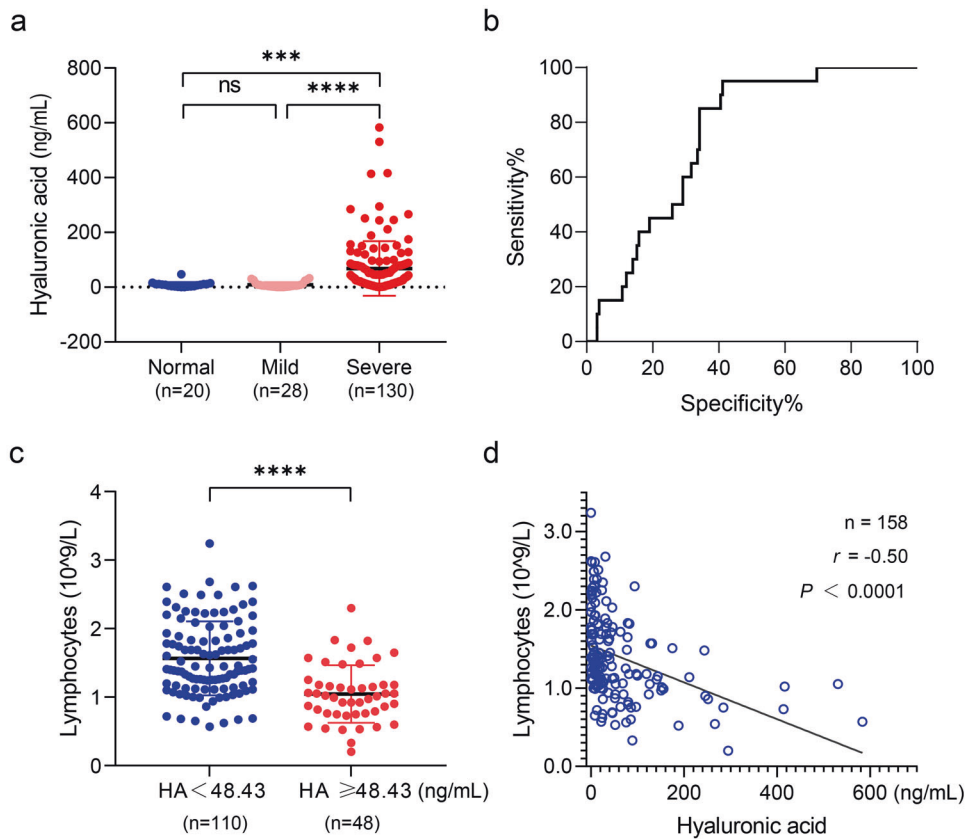 a
Hyaluronic acid (ng/mL)
800
600
400
200
0
-200
***
ns
****
Normal
(n=20)
Mild
(n=28)
Severe
(n=130)
b
Sensitivity%
100
80
60
40
20
0
0 20 40 60 80 100
Specificity%
c
Lymphocytes (10^9/L)
4
3
2
1
0
****
HA＜48.43
(n=110)
HA ≥48.43 (ng/mL)
(n=48)
d
Lymphocytes (10^9/L)
3.0
2.0
1.0
0.0
n = 158
r = -0.50
P ＜ 0.0001
0 200 400 600 (ng/mL)
Hyaluronic acid